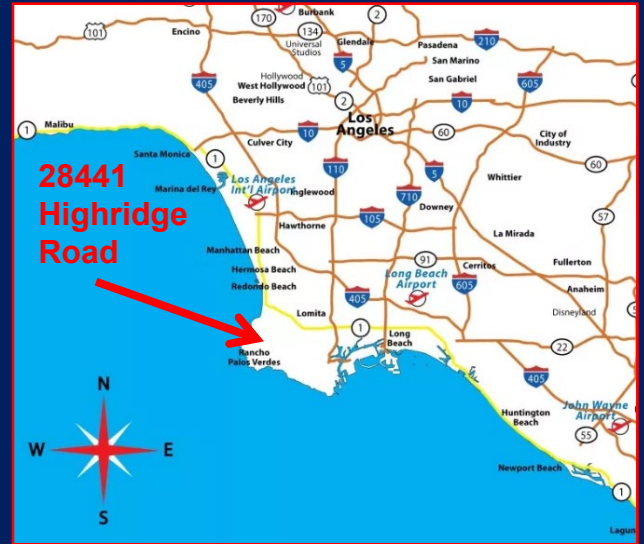 Burbank
170
2
101
Encino
134
Universal
Studios
Glendale
Pasadena
210
5
San Marino
405
Hollywood
101
San Gabriel
605
West Hollywood
2
Beverly Hills
10
Los
Angeles
1
Malibu
Culver City
10
60
City of
Industry
Santa Monica
1
110
5
60
28441
Highridge
Road
Los Angeles
Int'l Airport
Marina del Rey
Inglewood
710
Whittier
Downey
57
Hawthorne
105
La Mirada
Manhattan Beach
91
Fullerton
Hermosa Beach
Long Beach
Airport
Cerritos
Redondo Beach
605
Anaheim
405
Disneyland
Lomita
1
Long
Beach
22
Rancho
Palos Verdes
405
N
W
E
S
Huntington
Beach
John Wayne
Airport
55
Newport Beach
1
Lagun